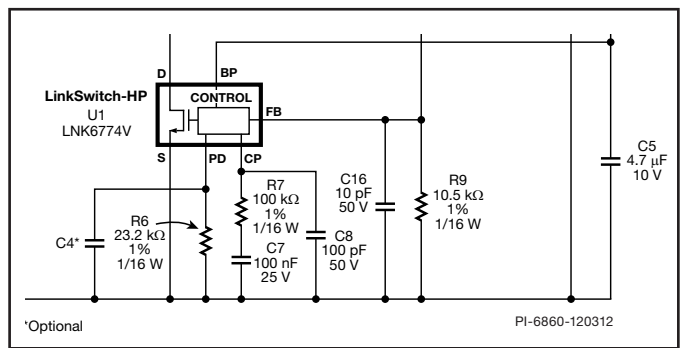 D
BP
LinkSwitch-HP
U1
LNK6774V
CONTROL
FB
S
PD
CP
C5
4.7 µF
10 V
C16
10 pF
50 V
R9
10.5 kΩ
1%
1/16 W
R7
100 kΩ
1%
1/16 W
R6
23.2 kΩ
1%
1/16 W
C4*
C8
100 pF
50 V
C7
100 nF
25 V
*Optional
PI-6860-120312